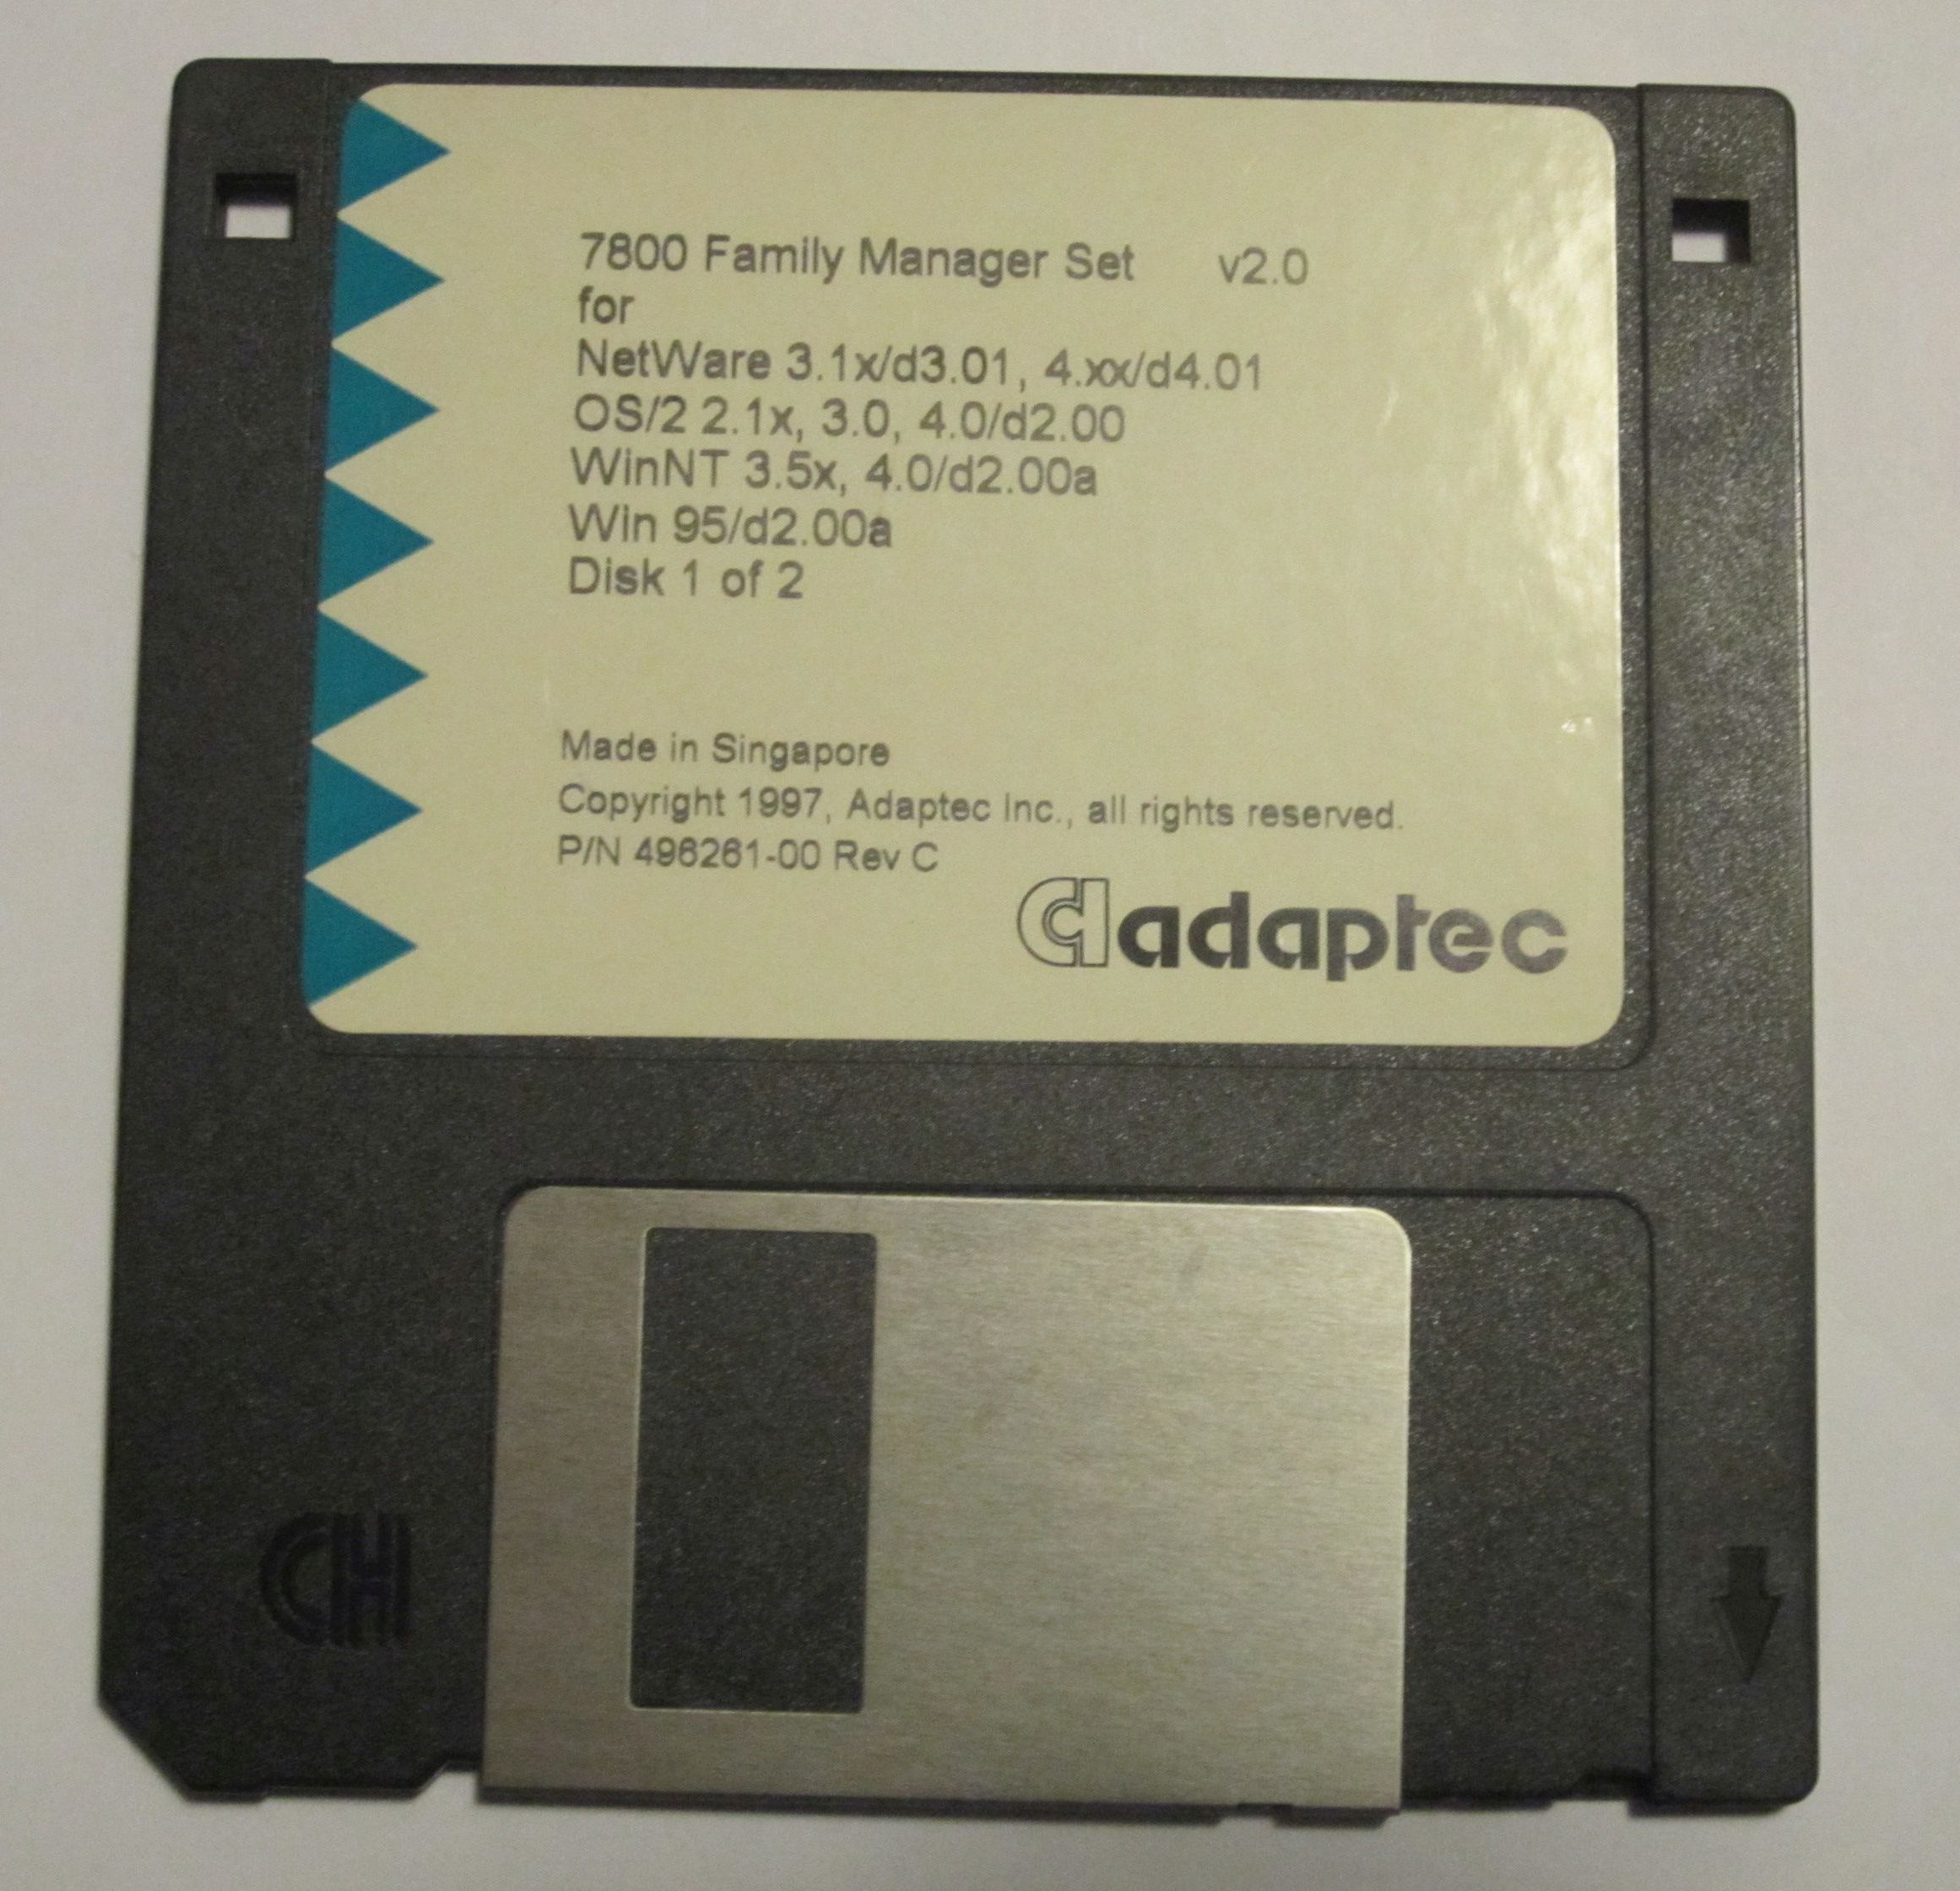 7800 Family Manager Set v2.0
for
NetWare 3.1x/d3.01, 4.xx/d4.01
OS/2 2.1x, 3.0, 4.0/d2.00
WinNT 3.5x, 4.0/d2.00a
Win 95/d2.00a
Disk 1 of 2
Made in Singapore
Copyright 1997, Adaptec Inc., all rights reserved.
P/N 496261-00 Rev C
adaptec
CH